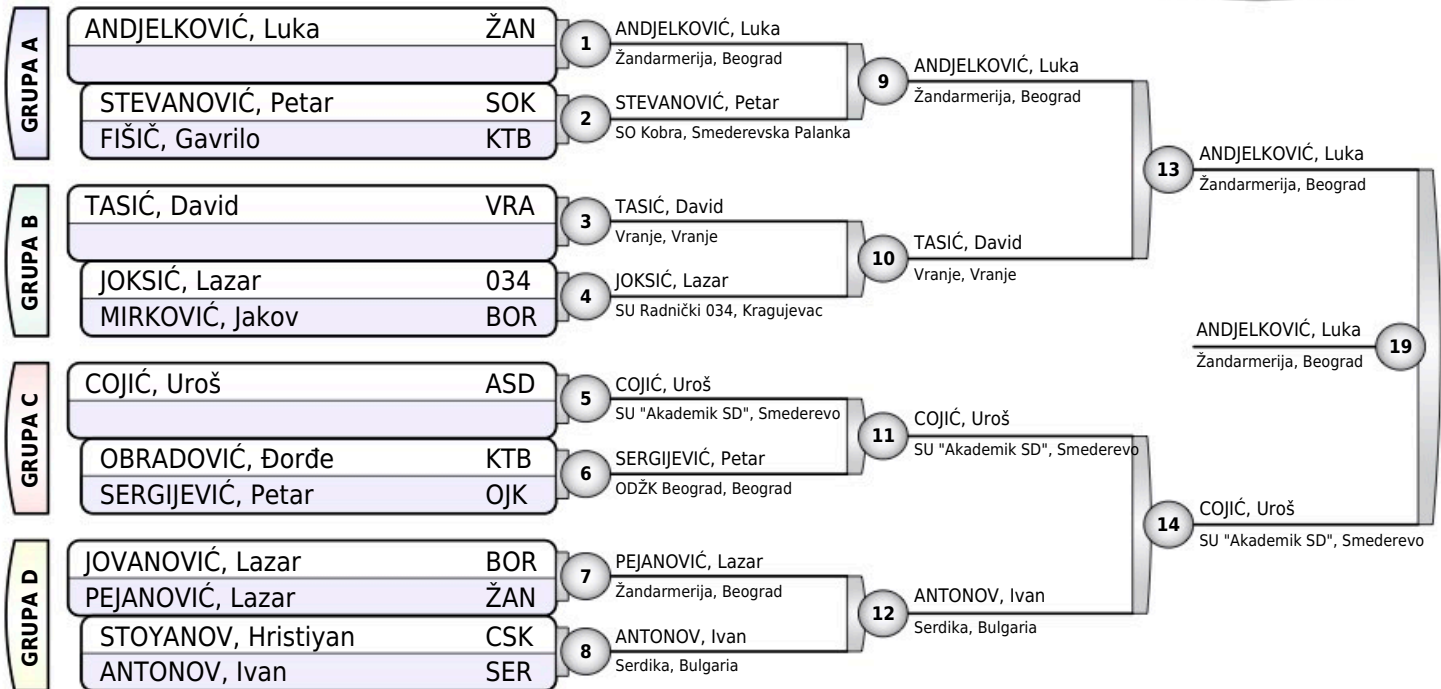 GRUPA A
ANDJELKOVIĆ, Luka ŽAN
STEVANOVIĆ, Petar SOK
FIŠIČ, Gavrilo KTB
GRUPA B
TASIĆ, David VRA
JOKSIĆ, Lazar 034
MIRKOVIĆ, Jakov BOR
GRUPA C
COJIĆ, Uroš ASD
OBRADOVIĆ, Đorđe KTB
SERGIJEVIĆ, Petar OJK
GRUPA D
JOVANOVIĆ, Lazar BOR
PEJANOVIĆ, Lazar ŽAN
STOYANOV, Hristiyan CSK
ANTONOV, Ivan SER
1
ANDJELKOVIĆ, Luka
Žandarmerija, Beograd
2
STEVANOVIĆ, Petar
SO Kobra, Smederevska Palanka
3
TASIĆ, David
Vranje, Vranje
4
JOKSIĆ, Lazar
SU Radnički 034, Kragujevac
5
COJIĆ, Uroš
SU "Akademik SD", Smederevo
6
SERGIJEVIĆ, Petar
ODŽK Beograd, Beograd
7
PEJANOVIĆ, Lazar
Žandarmerija, Beograd
8
ANTONOV, Ivan
Serdika, Bulgaria
9
ANDJELKOVIĆ, Luka
Žandarmerija, Beograd
10
TASIĆ, David
Vranje, Vranje
11
COJIĆ, Uroš
SU "Akademik SD", Smederevo
12
ANTONOV, Ivan
Serdika, Bulgaria
13
ANDJELKOVIĆ, Luka
Žandarmerija, Beograd
14
COJIĆ, Uroš
SU "Akademik SD", Smederevo
ANDJELKOVIĆ, Luka
Žandarmerija, Beograd
19